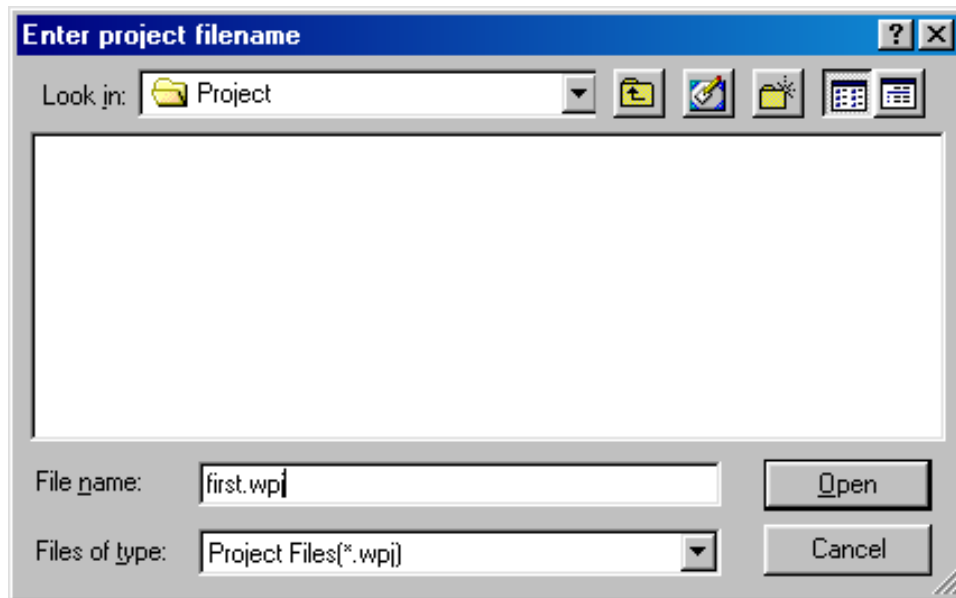 Enter project filename
Look in: Project
File name: first.wpj Open
Files of type: Project Files(*.wpj) Cancel